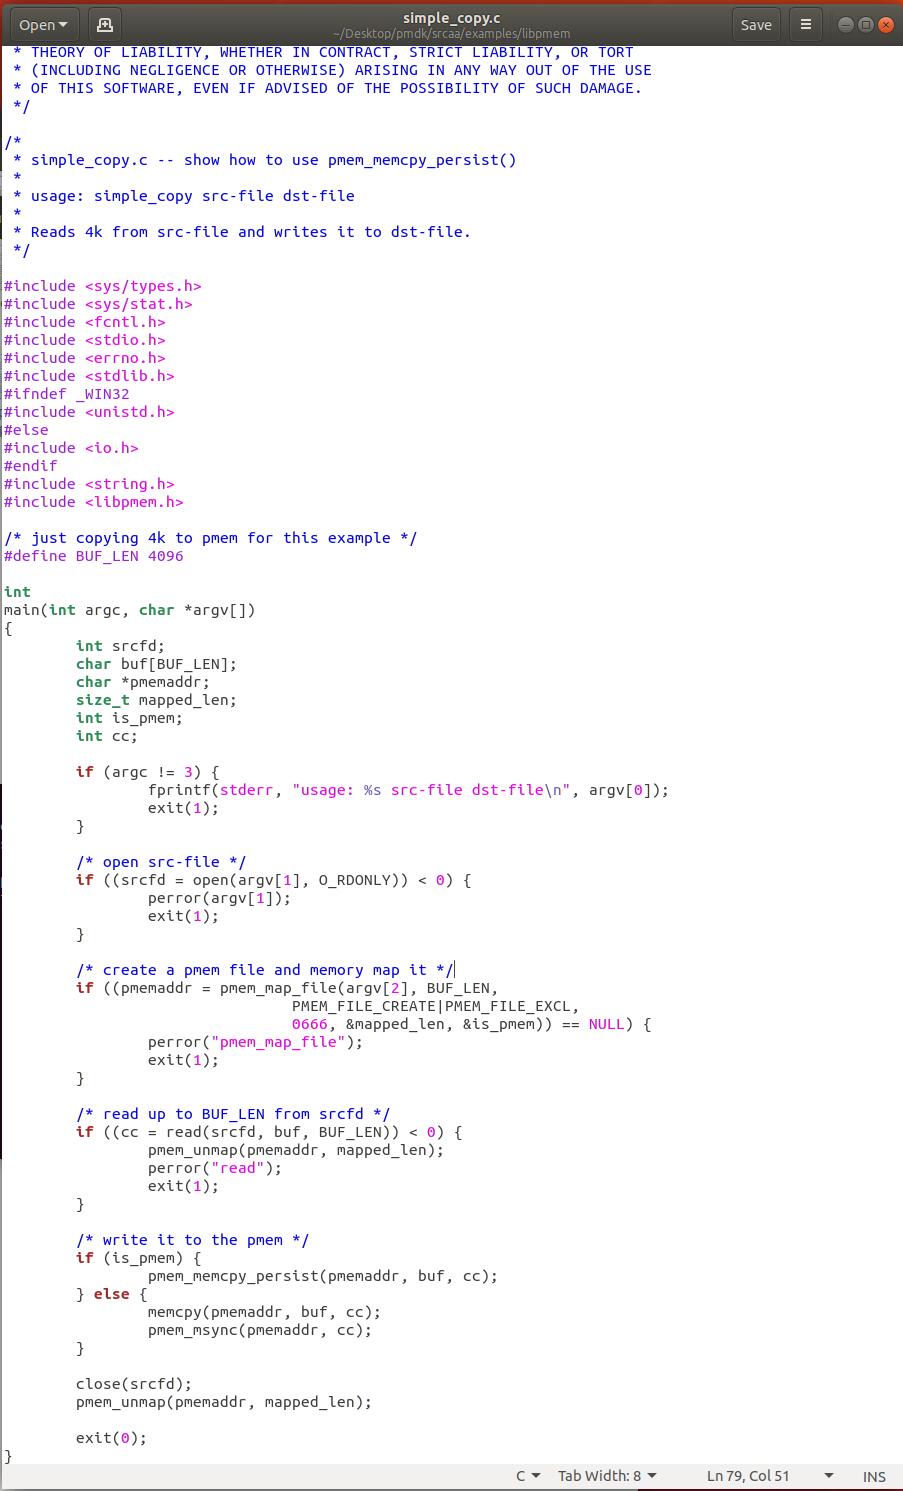 Open
simple_copy.c
~/Desktop/pmdk/srcaa/examples/libpmem
Save
 * THEORY OF LIABILITY, WHETHER IN CONTRACT, STRICT LIABILITY, OR TORT
 * (INCLUDING NEGLIGENCE OR OTHERWISE) ARISING IN ANY WAY OUT OF THE USE
 * OF THIS SOFTWARE, EVEN IF ADVISED OF THE POSSIBILITY OF SUCH DAMAGE.
 */
/*
 * simple_copy.c -- show how to use pmem_memcpy_persist()
 *
 * usage: simple_copy src-file dst-file
 *
 * Reads 4k from src-file and writes it to dst-file.
 */
#include <sys/types.h>
#include <sys/stat.h>
#include <fcntl.h>
#include <stdio.h>
#include <errno.h>
#include <stdlib.h>
#ifndef _WIN32
#include <unistd.h>
#else
#include <io.h>
#endif
#include <string.h>
#include <libpmem.h>
/* just copying 4k to pmem for this example */
#define BUF_LEN 4096
int
main(int argc, char *argv[])
{
        int srcfd;
        char buf[BUF_LEN];
        char *pmemaddr;
        size_t mapped_len;
        int is_pmem;
        int cc;
        if (argc != 3) {
                fprintf(stderr, "usage: %s src-file dst-file\n", argv[0]);
                exit(1);
        }
        /* open src-file */
        if ((srcfd = open(argv[1], O_RDONLY)) < 0) {
                perror(argv[1]);
                exit(1);
        }
        /* create a pmem file and memory map it */
        if ((pmemaddr = pmem_map_file(argv[2], BUF_LEN,
                                PMEM_FILE_CREATE|PMEM_FILE_EXCL,
                                0666, &mapped_len, &is_pmem)) == NULL) {
                perror("pmem_map_file");
                exit(1);
        }
        /* read up to BUF_LEN from srcfd */
        if ((cc = read(srcfd, buf, BUF_LEN)) < 0) {
                pmem_unmap(pmemaddr, mapped_len);
                perror("read");
                exit(1);
        }
        /* write it to the pmem */
        if (is_pmem) {
                pmem_memcpy_persist(pmemaddr, buf, cc);
        } else {
                memcpy(pmemaddr, buf, cc);
                pmem_msync(pmemaddr, cc);
        }
        close(srcfd);
        pmem_unmap(pmemaddr, mapped_len);
        exit(0);
}
C Tab Width: 8 Ln 79, Col 51 INS